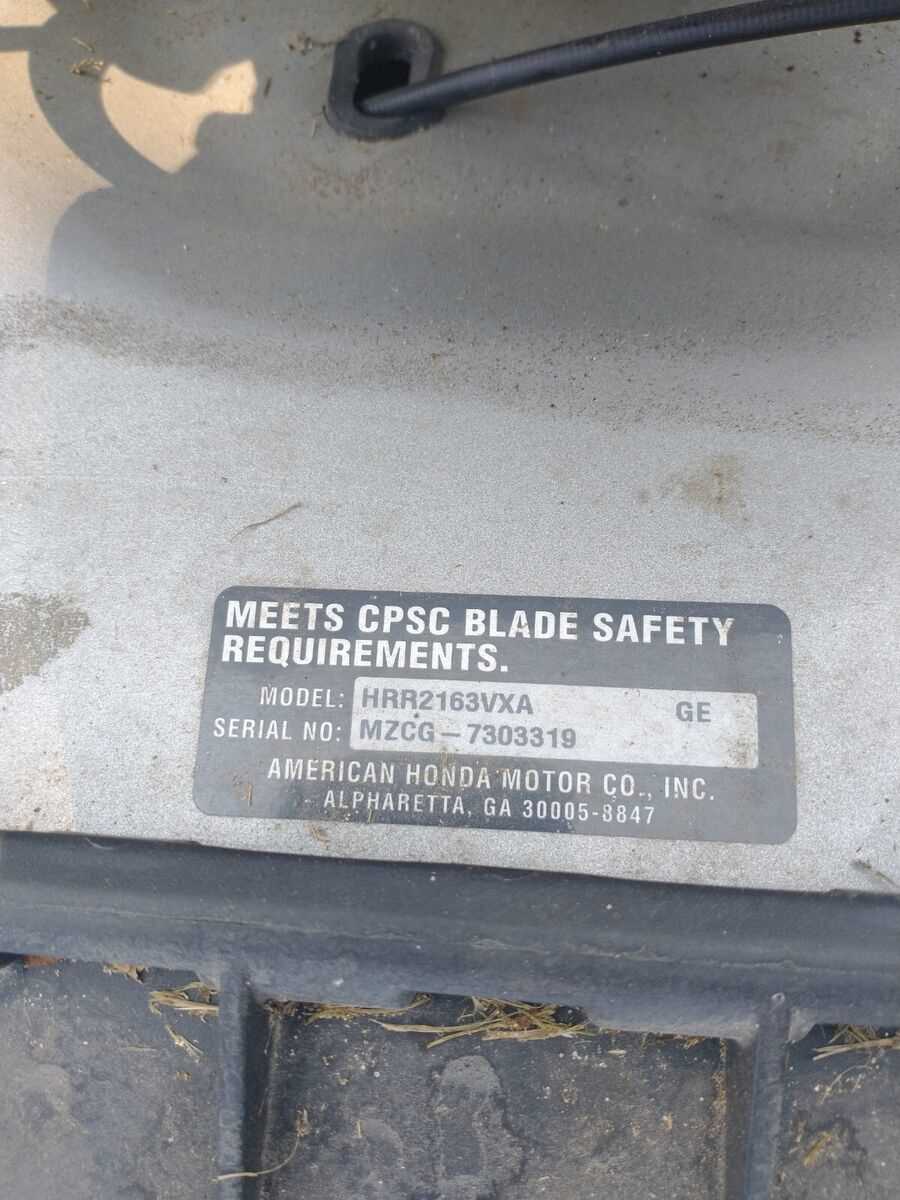 MEETS CPSC BLADE SAFETY
REQUIREMENTS.
MODEL: HRR2163VXA GE
SERIAL NO: MZCG-7303319
AMERICAN HONDA MOTOR CO., INC.
ALPHARETTA, GA 30005-8847